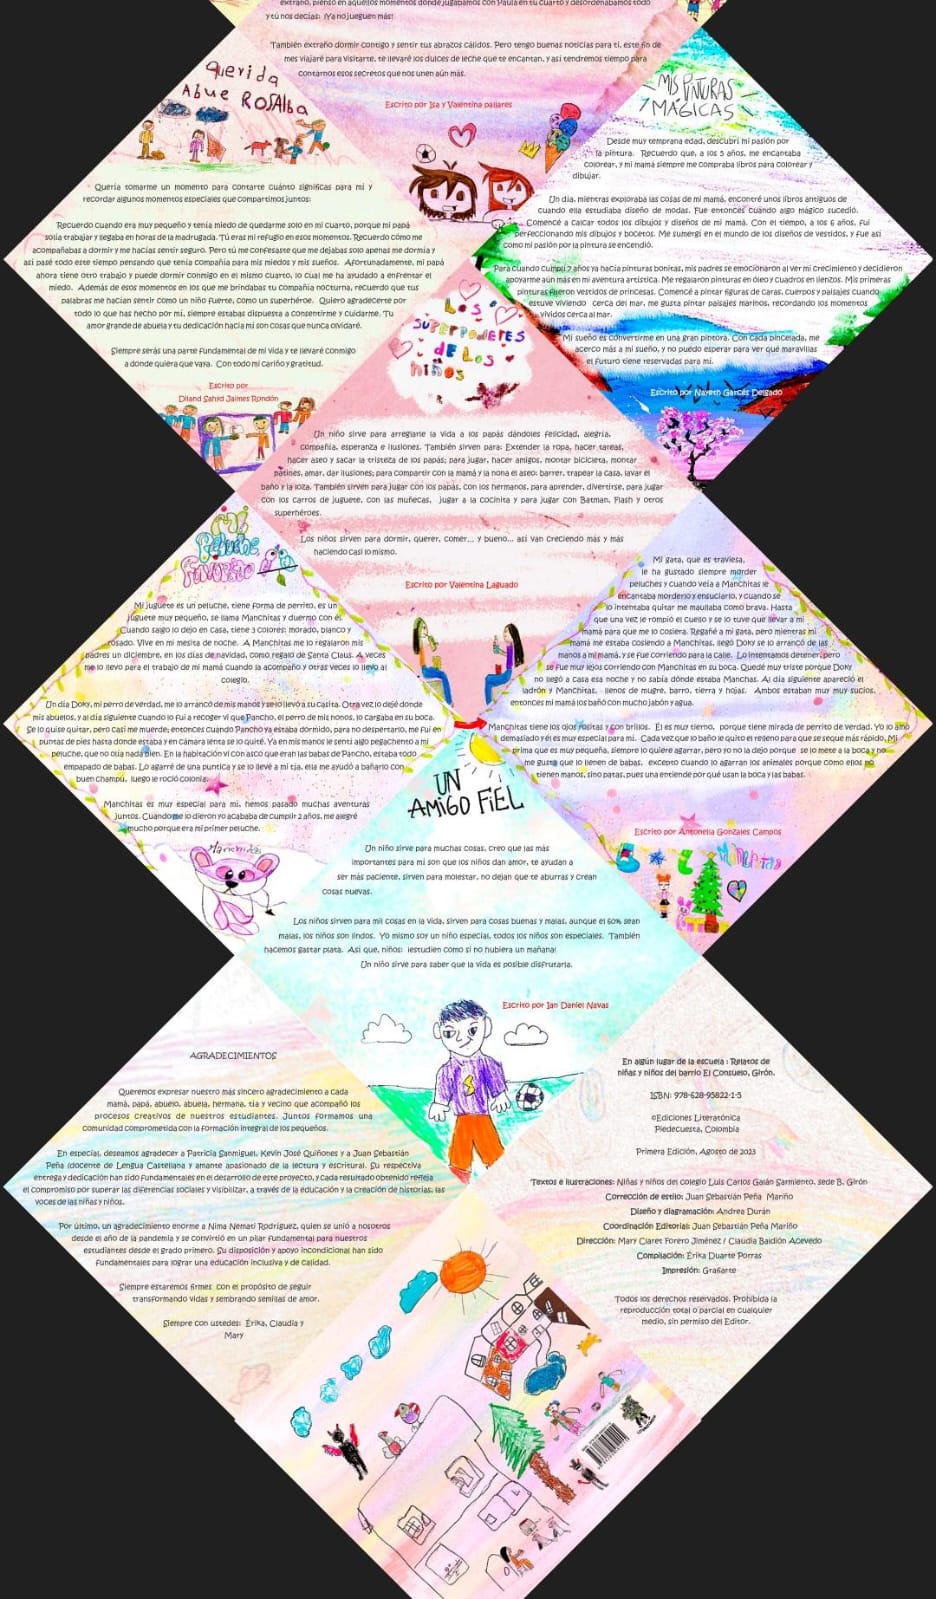 extraño, pienso en aquellos momentos donde jugábamos con Paula en tu cuarto y desordenábamos todo
y tú nos decías: ¡Ya no jueguen más!
También extraño dormir contigo y sentir tus abrazos cálidos. Pero tengo buenas noticias para ti, este fin de
mes viajaré para visitarte, te llevaré los dulces de leche que te encantan, y así tendremos tiempo para
contarnos esos secretos que nos unen aún más.
Escrito por Isa y Valentina pallares
querida
Abue ROSAlba
Quería tomarme un momento para contarte cuánto significas para mí y
recordar algunos momentos especiales que compartimos juntos:
Recuerdo cuando era muy pequeño y tenía miedo de quedarme solo en mi cuarto, porque mi papá
solía trabajar y llegaba en horas de la madrugada. Tú eras mi refugio en esos momentos. Recuerdo cómo me
acompañabas a dormir y me hacías sentir seguro. Pero tú me confesaste que me dejabas solo apenas me dormía y
así pasé todo este tiempo pensando que tenía compañía para mis miedos y mis sueños. Afortunadamente, mi papá
ahora tiene otro trabajo y puede dormir conmigo en el mismo cuarto, lo cual me ha ayudado a enfrentar el
miedo. Además de esos momentos en los que me brindabas tu compañía nocturna, recuerdo que tus
palabras me hacían sentir como un niño fuerte, como un superhéroe. Quiero agradecerte por
todo lo que has hecho por mí, siempre estabas dispuesta a consentirme y cuidarme. Tu
amor grande de abuela y tu dedicación hacia mí son cosas que nunca olvidaré.
Siempre serás una parte fundamental de mi vida y te llevaré conmigo
a donde quiera que vaya. Con todo mi cariño y gratitud.
Escrito por
Diland Sahyd Jaimes Rondón
MIS PINTURAS
MÁGICAS
Desde muy temprana edad, descubrí mi pasión por
la pintura. Recuerdo que, a los 5 años, me encantaba
colorear, y mi mamá siempre me compraba libros para colorear y
dibujar.
Un día, mientras exploraba las cosas de mi mamá, encontré unos libros antiguos de
cuando ella estudiaba diseño de modas. Fue entonces cuando algo mágico sucedió.
Comencé a calcar todos los dibujos y diseños de mi mamá. Con el tiempo, a los 6 años, fui
perfeccionando mis dibujos y bocetos. Me sumergí en el mundo de los diseños de vestidos, y fue así
como mi pasión por la pintura se encendió.
Para cuando cumplí 7 años ya hacía pinturas bonitas, mis padres se emocionaron al ver mi crecimiento y decidieron
apoyarme aún más en mi aventura artística. Me regalaron pinturas en óleo y cuadros en lienzos. Mis primeras
pinturas fueron vestidos de princesas. Comencé a pintar figuras de caras, cuerpos y paisajes cuando
estuve viviendo cerca del mar, me gusta pintar paisajes marinos, recordando los momentos
vividos cerca al mar.
Mi sueño es convertirme en una gran pintora. Con cada pincelada, me
acerco más a mi sueño, y no puedo esperar para ver qué maravillas
el futuro tiene reservadas para mí.
Escrito por Nayeth Garcés Delgado
LOS
SUPERPODERES
DE LOS
niños
Un niño sirve para arreglarle la vida a los papás dándoles felicidad, alegría,
compañía, esperanza e ilusiones. También sirven para: Extender la ropa, hacer tareas,
hacer aseo y sacar la tristeza de los papás; para jugar, hacer amigos, montar bicicleta, montar
patines, amar, dar ilusiones; para compartir con la mamá y la nona el aseo: barrer, trapear la casa, lavar el
baño y la loza. También sirven para jugar con los papás, con los hermanos, para aprender, divertirse, para jugar
con los carros de juguete, con las muñecas, jugar a la cocinita y para jugar con Batman, Flash y otros
superhéroes.
Los niños sirven para dormir, querer, comer... y bueno... así van creciendo más y más
haciendo casi lo mismo.
Escrito por Valentina Laguado
Mi
Peluche
Favorito
Mi juguete es un peluche, tiene forma de perrito, es un
juguete muy pequeño, se llama Manchitas y duermo con él.
Cuando salgo lo dejo en casa, tiene 3 colores: morado, blanco y
rosado. Vive en mi mesita de noche. A Manchitas me lo regalaron mis
padres un diciembre, en los días de navidad, como regalo de Santa Claus. A veces
me lo llevo para el trabajo de mi mamá cuando la acompaño y otras veces lo llevo al
colegio.
Un día Doky, mi perro de verdad, me lo arrancó de mis manos y se lo llevó a su casita. Otra vez lo dejé donde
mis abuelos, y al día siguiente cuando lo fui a recoger vi que Pancho, el perro de mis nonos, lo cargaba en su boca.
Se lo quise quitar, pero casi me muerde; entonces cuando Pancho ya estaba dormido, para no despertarlo, me fui en
puntas de pies hasta donde estaba y en cámara lenta se lo quité. Ya en mis manos le sentí algo pegachento a mi
peluche, que no olía nada bien. En la habitación vi con asco que eran las babas de Pancho, estaba todo
empapado de babas. Lo agarré de una puntica y se lo llevé a mi tía, ella me ayudó a bañarlo con
buen champú, luego le roció colonia.
Manchitas es muy especial para mí, hemos pasado muchas aventuras
juntos. Cuando me lo dieron yo acababa de cumplir 2 años, me alegré
mucho porque era mi primer peluche.
Manchitas
Mi gata, que es traviesa,
le ha gustado siempre morder
peluches y cuando veía a Manchitas le
encantaba morderlo y ensuciarlo, y cuando se
lo intentaba quitar me maullaba como brava. Hasta
que una vez le rompió el cuello y se lo tuve que llevar a mi
mamá para que me lo cosiera. Regañé a mi gata, pero mientras mi
mamá me estaba cosiendo a Manchitas, llegó Doky se lo arrancó de las
manos a mi mamá, y se fue corriendo para la calle. Lo intentamos detener, pero
se fue muy lejos corriendo con Manchitas en su boca. Quedé muy triste porque Doky
no llegó a casa esa noche y no sabía dónde estaba Manchas. Al día siguiente apareció el
ladrón y Manchitas, llenos de mugre, barro, tierra y hojas. Ambos estaban muy muy sucios,
entonces mi mamá los bañó con mucho jabón y agua.
Manchitas tiene los ojos rositas y con brillos. Él es muy tierno, porque tiene mirada de perrito de verdad. Yo lo amo
demasiado y él es muy especial para mí. Cada vez que lo baño le quito el relleno para que se seque más rápido. Mi
prima que es muy pequeña, siempre lo quiere agarrar, pero yo no la dejo porque se lo mete a la boca y no
me gusta que lo llenen de babas, excepto cuando lo agarran los animales porque como ellos no
tienen manos, sino patas, pues una entiende por qué usan la boca y las babas.
Escrito por Antonella Gonzales Campos
Manchitas
UN
AMIGO FIEL
Un niño sirve para muchas cosas, creo que las más
importantes para mí son que los niños dan amor, te ayudan a
ser más paciente, sirven para molestar, no dejan que te aburras y crean
cosas nuevas.
Los niños sirven para mil cosas en la vida, sirven para cosas buenas y malas, aunque el 60% sean
malas, los niños son lindos. Yo mismo soy un niño especial, todos los niños son especiales. También
hacemos gastar plata. Así que, niños: ¡estudien como si no hubiera un mañana!
Un niño sirve para saber que la vida es posible disfrutarla.
Escrito por Ian Daniel Navas
AGRADECIMIENTOS
Queremos expresar nuestro más sincero agradecimiento a cada
mamá, papá, abuelo, abuela, hermana, tía y vecino que acompañó los
procesos creativos de nuestros estudiantes. Juntos formamos una
comunidad comprometida con la formación integral de los pequeños.
En especial, deseamos agradecer a Patricia Sanmiguel, Kevin José Quiñones y a Juan Sebastián
Peña (docente de Lengua Castellana y amante apasionado de la lectura y escritura). Su respectiva
entrega y dedicación han sido fundamentales en el desarrollo de este proyecto, y cada resultado obtenido refleja
el compromiso por superar las diferencias sociales y visibilizar, a través de la educación y la creación de historias, las
voces de las niñas y niños.
Por último, un agradecimiento enorme a Nima Nemati Rodríguez, quien se unió a nosotros
desde el año de la pandemia y se convirtió en un pilar fundamental para nuestros
estudiantes desde el grado primero. Su disposición y apoyo incondicional han sido
fundamentales para lograr una educación inclusiva y de calidad.
Siempre estaremos firmes con el propósito de seguir
transformando vidas y sembrando semillas de amor.
Siempre con ustedes: Érika, Claudia y
Mary
En algún lugar de la escuela : Relatos de
niñas y niños del barrio El Consuelo, Girón.
ISBN: 978-628-95822-1-5
©Ediciones Literatónica
Piedecuesta, Colombia
Primera Edición, Agosto de 2023
Textos e ilustraciones: Niñas y niños del colegio Luis Carlos Galán Sarmiento, sede B. Girón
Corrección de estilo: Juan Sebastián Peña Mariño
Diseño y diagramación: Andrea Durán
Coordinación Editorial: Juan Sebastián Peña Mariño
Dirección: Mary Claret Forero Jiménez / Claudia Baldión Acevedo
Compilación: Érika Duarte Porras
Impresión: Grafiarte
Todos los derechos reservados. Prohibida la
reproducción total o parcial en cualquier
medio, sin permiso del Editor.